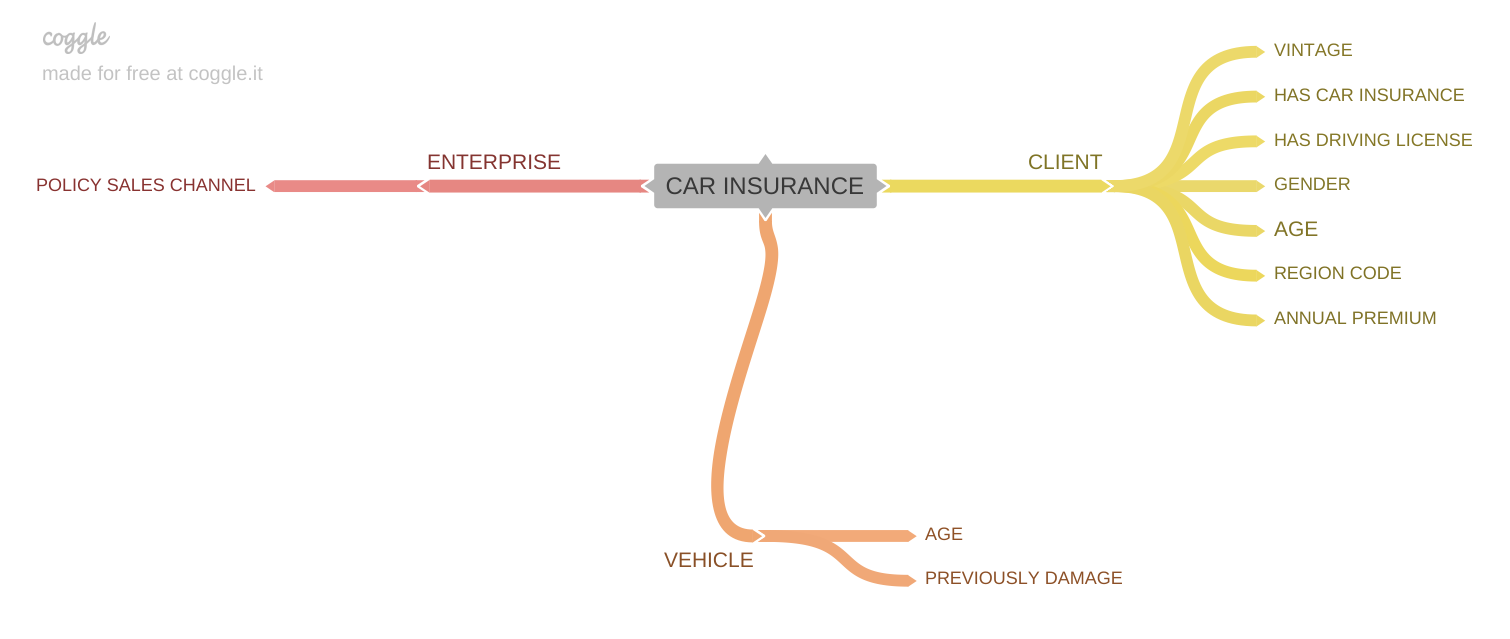 coggle
made for free at coggle.it
POLICY SALES CHANNEL
ENTERPRISE
CAR INSURANCE
CLIENT
VINTAGE
HAS CAR INSURANCE
HAS DRIVING LICENSE
GENDER
AGE
REGION CODE
ANNUAL PREMIUM
VEHICLE
AGE
PREVIOUSLY DAMAGE